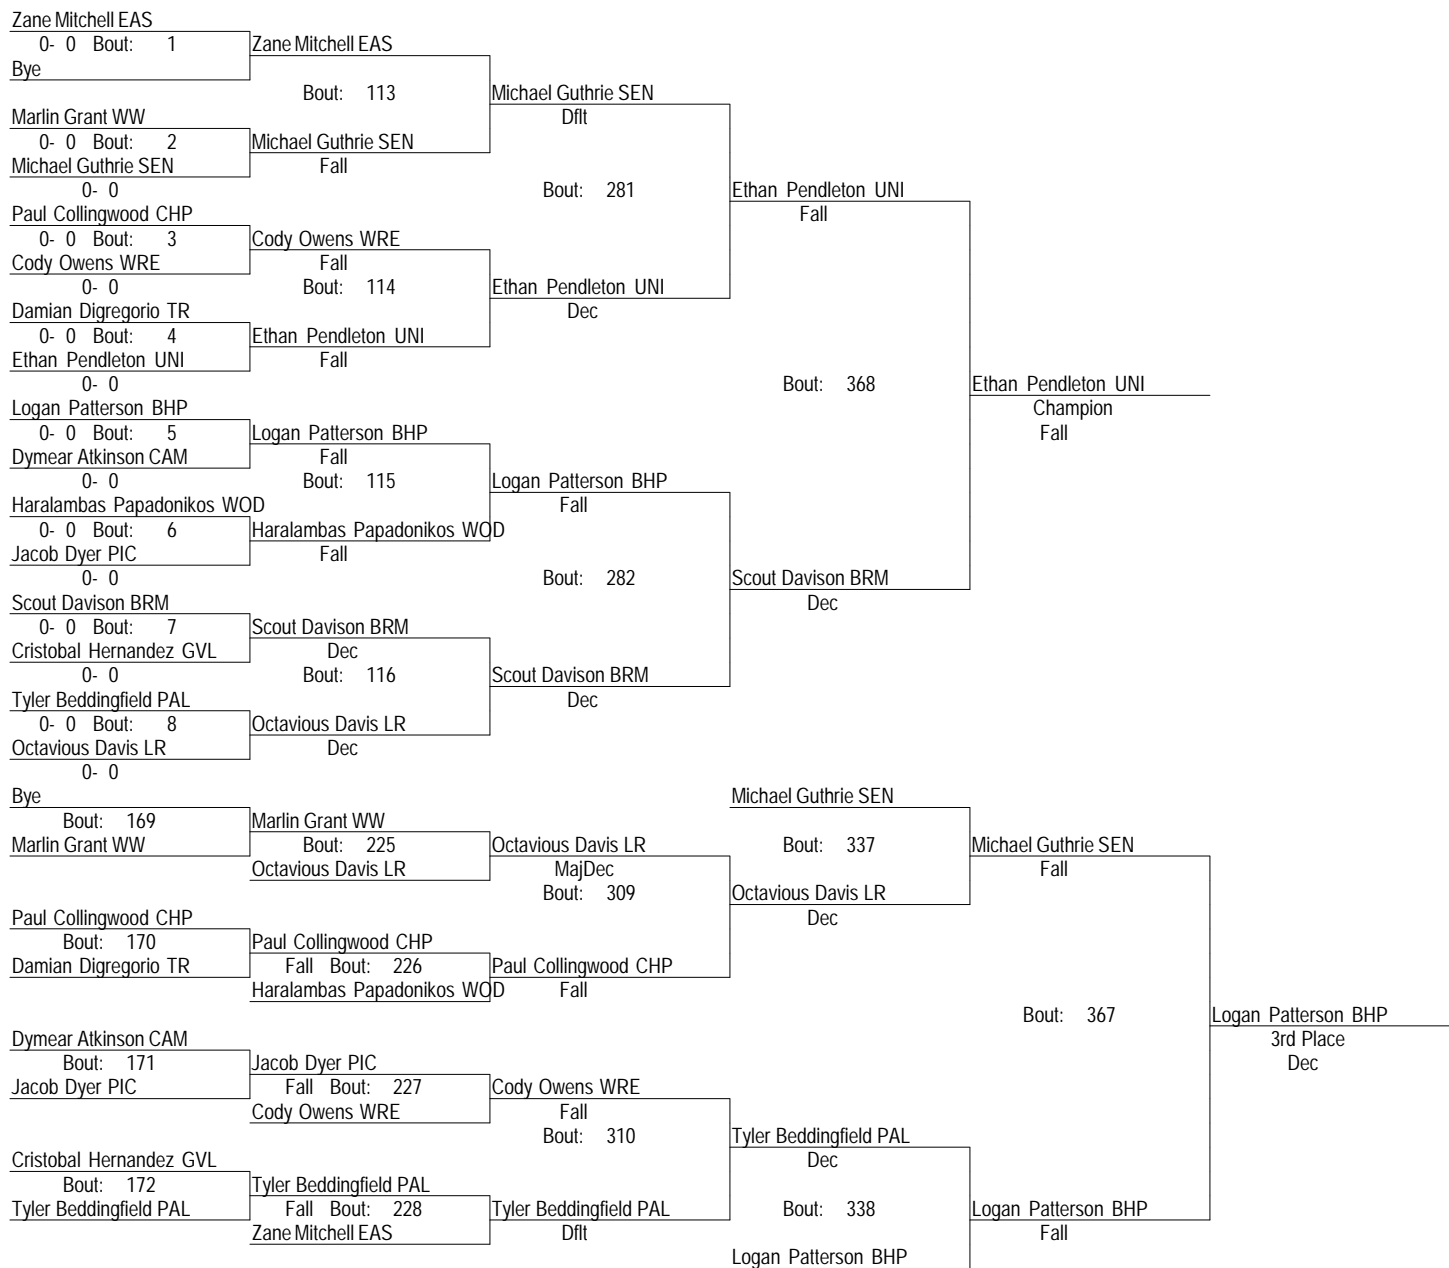 Zane Mitchell EAS
0- 0 Bout: 1 Zane Mitchell EAS
Bye
Bout: 113 Michael Guthrie SEN
Marlin Grant WW Dflt
0- 0 Bout: 2 Michael Guthrie SEN
Michael Guthrie SEN Fall
0- 0 Bout: 281 Ethan Pendleton UNI
Paul Collingwood CHP Fall
0- 0 Bout: 3 Cody Owens WRE
Cody Owens WRE Fall
0- 0 Bout: 114 Ethan Pendleton UNI
Damian Digregorio TR Dec
0- 0 Bout: 4 Ethan Pendleton UNI
Ethan Pendleton UNI Fall
0- 0 Bout: 368 Ethan Pendleton UNI
Logan Patterson BHP Champion
0- 0 Bout: 5 Logan Patterson BHP Fall
Dymear Atkinson CAM Fall
0- 0 Bout: 115 Logan Patterson BHP
Haralambas Papadonikos WOD Fall
0- 0 Bout: 6 Haralambas Papadonikos WOD
Jacob Dyer PIC Fall
0- 0 Bout: 282 Scout Davison BRM
Scout Davison BRM Dec
0- 0 Bout: 7 Scout Davison BRM
Cristobal Hernandez GVL Dec
0- 0 Bout: 116 Scout Davison BRM
Tyler Beddingfield PAL Dec
0- 0 Bout: 8 Octavious Davis LR
Octavious Davis LR Dec
0- 0
Bye Michael Guthrie SEN
Bout: 169 Marlin Grant WW
Marlin Grant WW Bout: 225 Octavious Davis LR Bout: 337 Michael Guthrie SEN
Octavious Davis LR MajDec Fall
Bout: 309 Octavious Davis LR
Paul Collingwood CHP Dec
Bout: 170 Paul Collingwood CHP
Damian Digregorio TR Fall Bout: 226 Paul Collingwood CHP
Haralambas Papadonikos WOD Fall
Bout: 367 Logan Patterson BHP
Dymear Atkinson CAM 3rd Place
Bout: 171 Jacob Dyer PIC Dec
Jacob Dyer PIC Fall Bout: 227 Cody Owens WRE
Cody Owens WRE Fall
Bout: 310 Tyler Beddingfield PAL
Cristobal Hernandez GVL Dec
Bout: 172 Tyler Beddingfield PAL
Tyler Beddingfield PAL Fall Bout: 228 Tyler Beddingfield PAL Bout: 338 Logan Patterson BHP
Zane Mitchell EAS Dflt Fall
Logan Patterson BHP